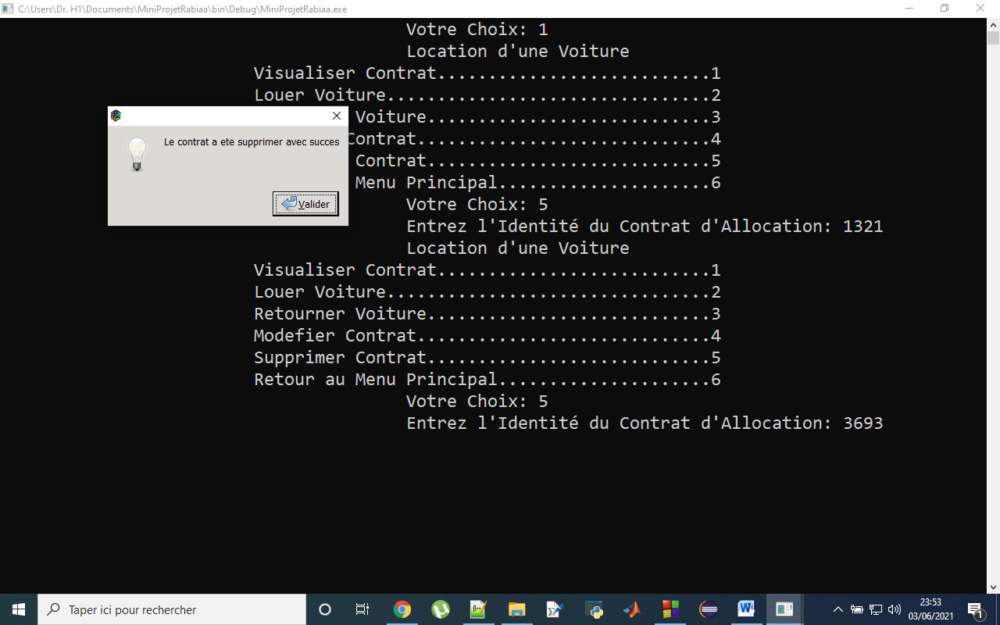 C:\Users\Dr. H1\Documents\MiniProjetRabiaa\bin\Debug\MiniProjetRabiaa.exe
Votre Choix: 1
Location d'une Voiture
Visualiser Contrat...........................1
Louer Voiture................................2
Voiture............................3
Contrat.............................4
Contrat............................5
Menu Principal.....................6
Le contrat a ete supprimer avec succes
Valider
Votre Choix: 5
Entrez l'Identité du Contrat d'Allocation: 1321
Location d'une Voiture
Visualiser Contrat...........................1
Louer Voiture................................2
Retourner Voiture............................3
Modefier Contrat.............................4
Supprimer Contrat............................5
Retour au Menu Principal.....................6
Votre Choix: 5
Entrez l'Identité du Contrat d'Allocation: 3693
Taper ici pour rechercher
23:53
03/06/2021
1